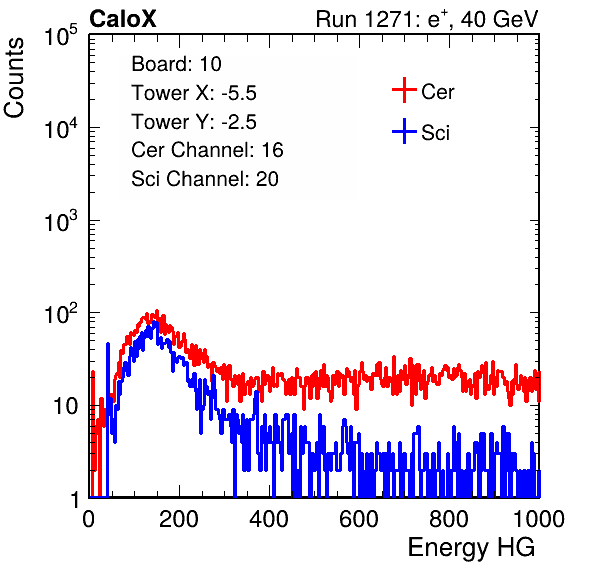 CaloX Run 1271: e⁺, 40 GeV
Counts
Board: 10
Tower X: -5.5
Tower Y: -2.5
Cer Channel: 16
Sci Channel: 20
Cer
Sci
10⁵
10⁴
10³
10²
10
1
0 200 400 600 800 1000
Energy HG